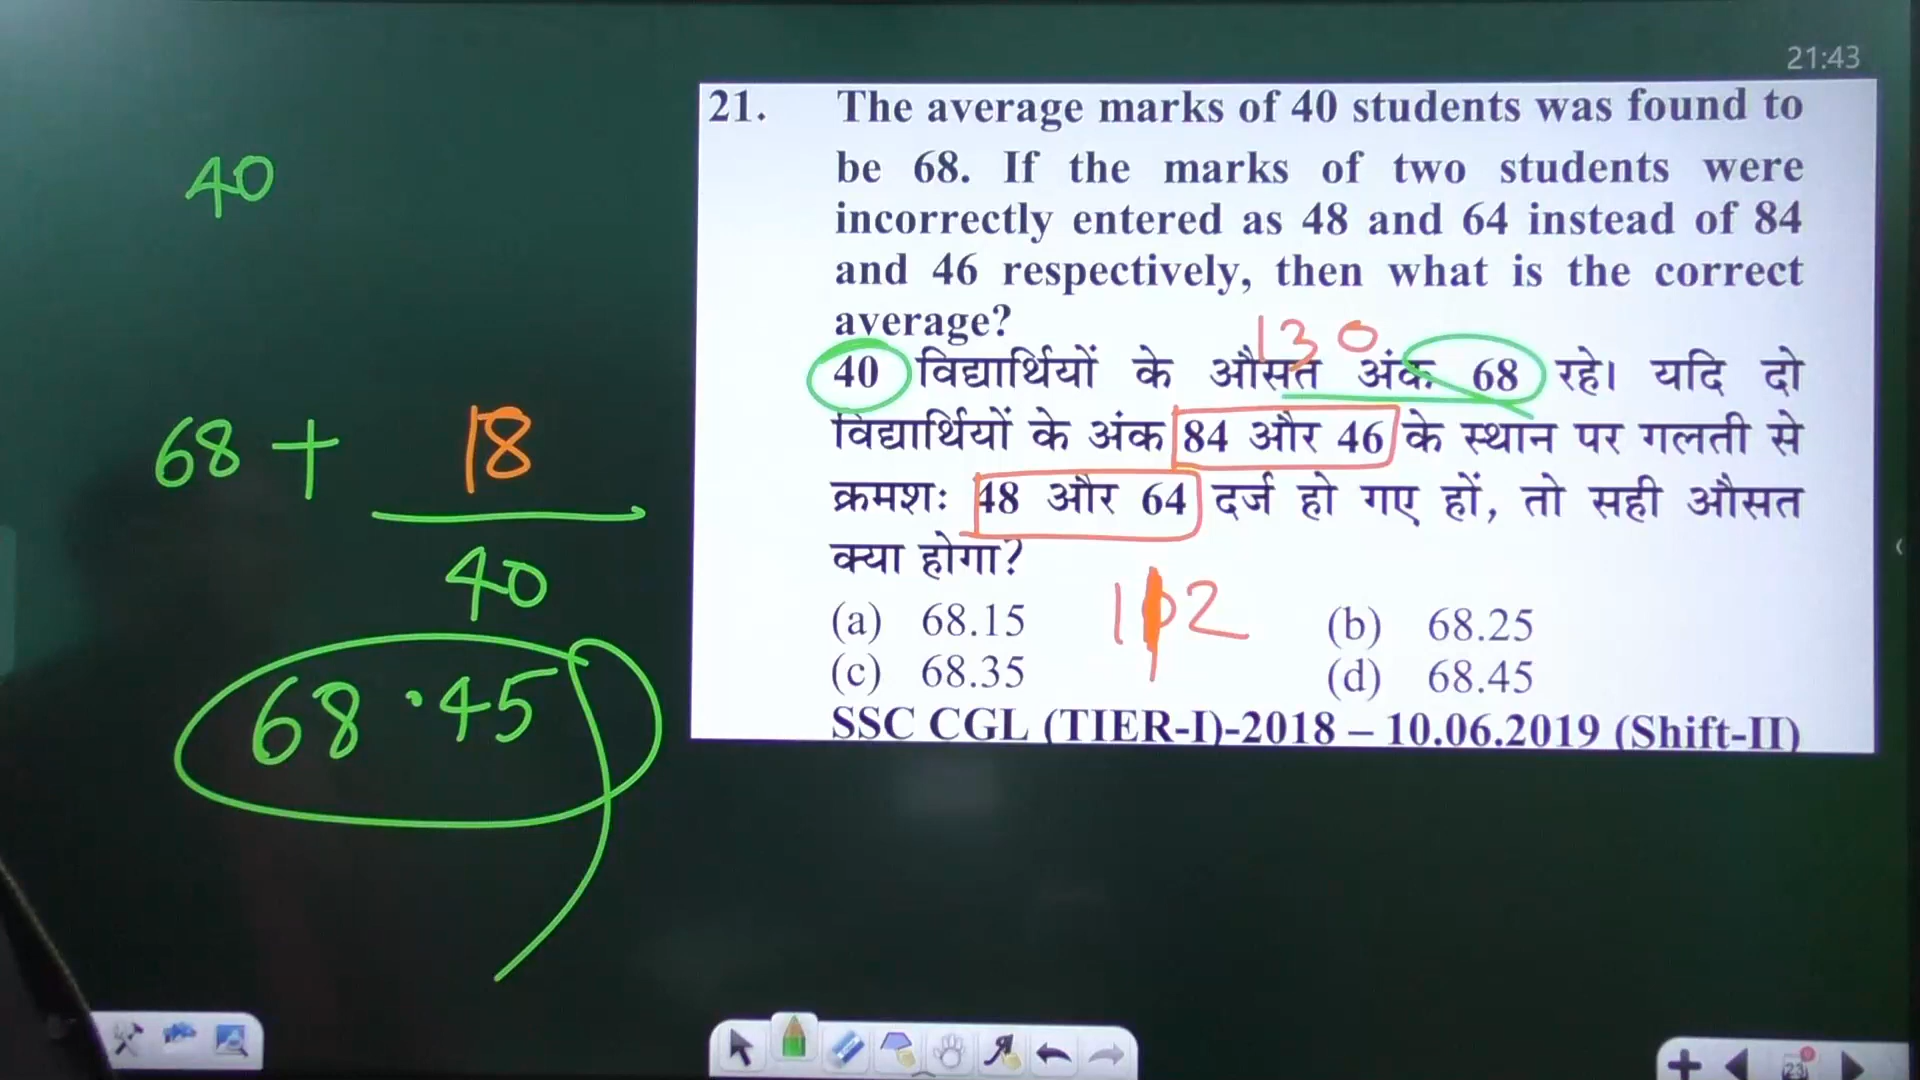 21:43
40
21. The average marks of 40 students was found to
be 68. If the marks of two students were
incorrectly entered as 48 and 64 instead of 84
and 46 respectively, then what is the correct
average?
130
40 विद्यार्थियों के औसत अंक 68 रहे। यदि दो
विद्यार्थियों के अंक 84 और 46 के स्थान पर गलती से
क्रमशः 48 और 64 दर्ज हो गए हों, तो सही औसत
क्या होगा?
112
(a) 68.15 (b) 68.25
(c) 68.35 (d) 68.45
SSC CGL (TIER-I)-2018 – 10.06.2019 (Shift-II)
68 + 18
40
68.45
23